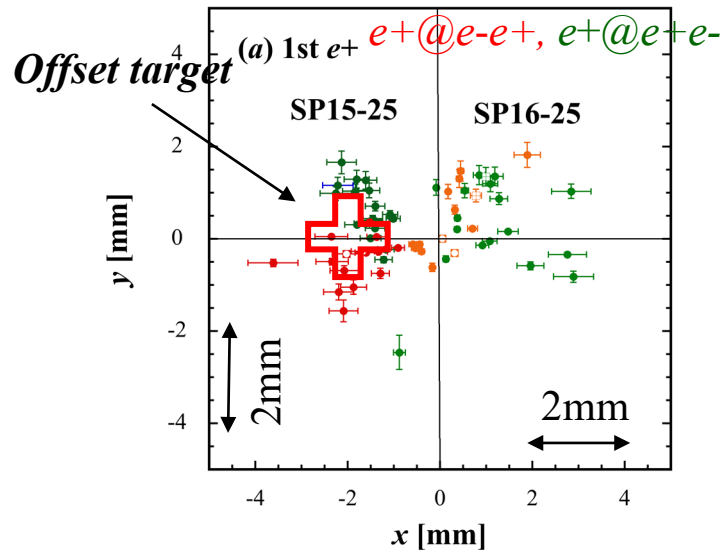 (a) 1st e+ e+@e-e+, e+@e+e-
Offset target
SP15-25 SP16-25
4
2
0
-2
-4
y [mm]
2mm
2mm
-4 -2 0 2 4
x [mm]